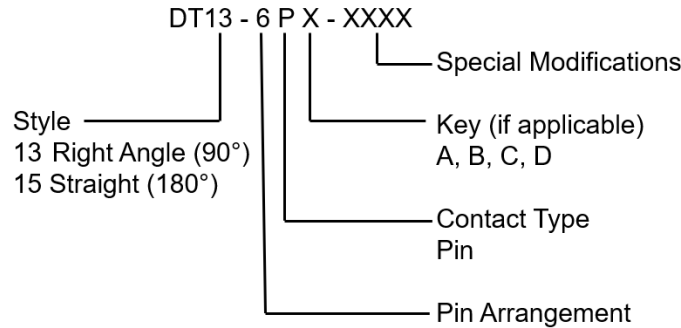 DT13 - 6 P X - XXXX
Special Modifications
Style
13 Right Angle (90°)
15 Straight (180°)
Key (if applicable)
A, B, C, D
Contact Type
Pin
Pin Arrangement